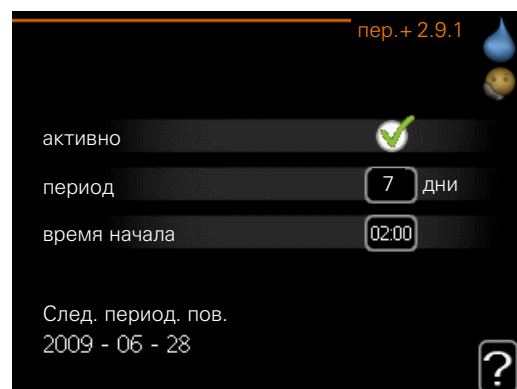 пер.+ 2.9.1
активно
период 7 дни
время начала 02:00
След. период. пов.
2009 - 06 - 28
?